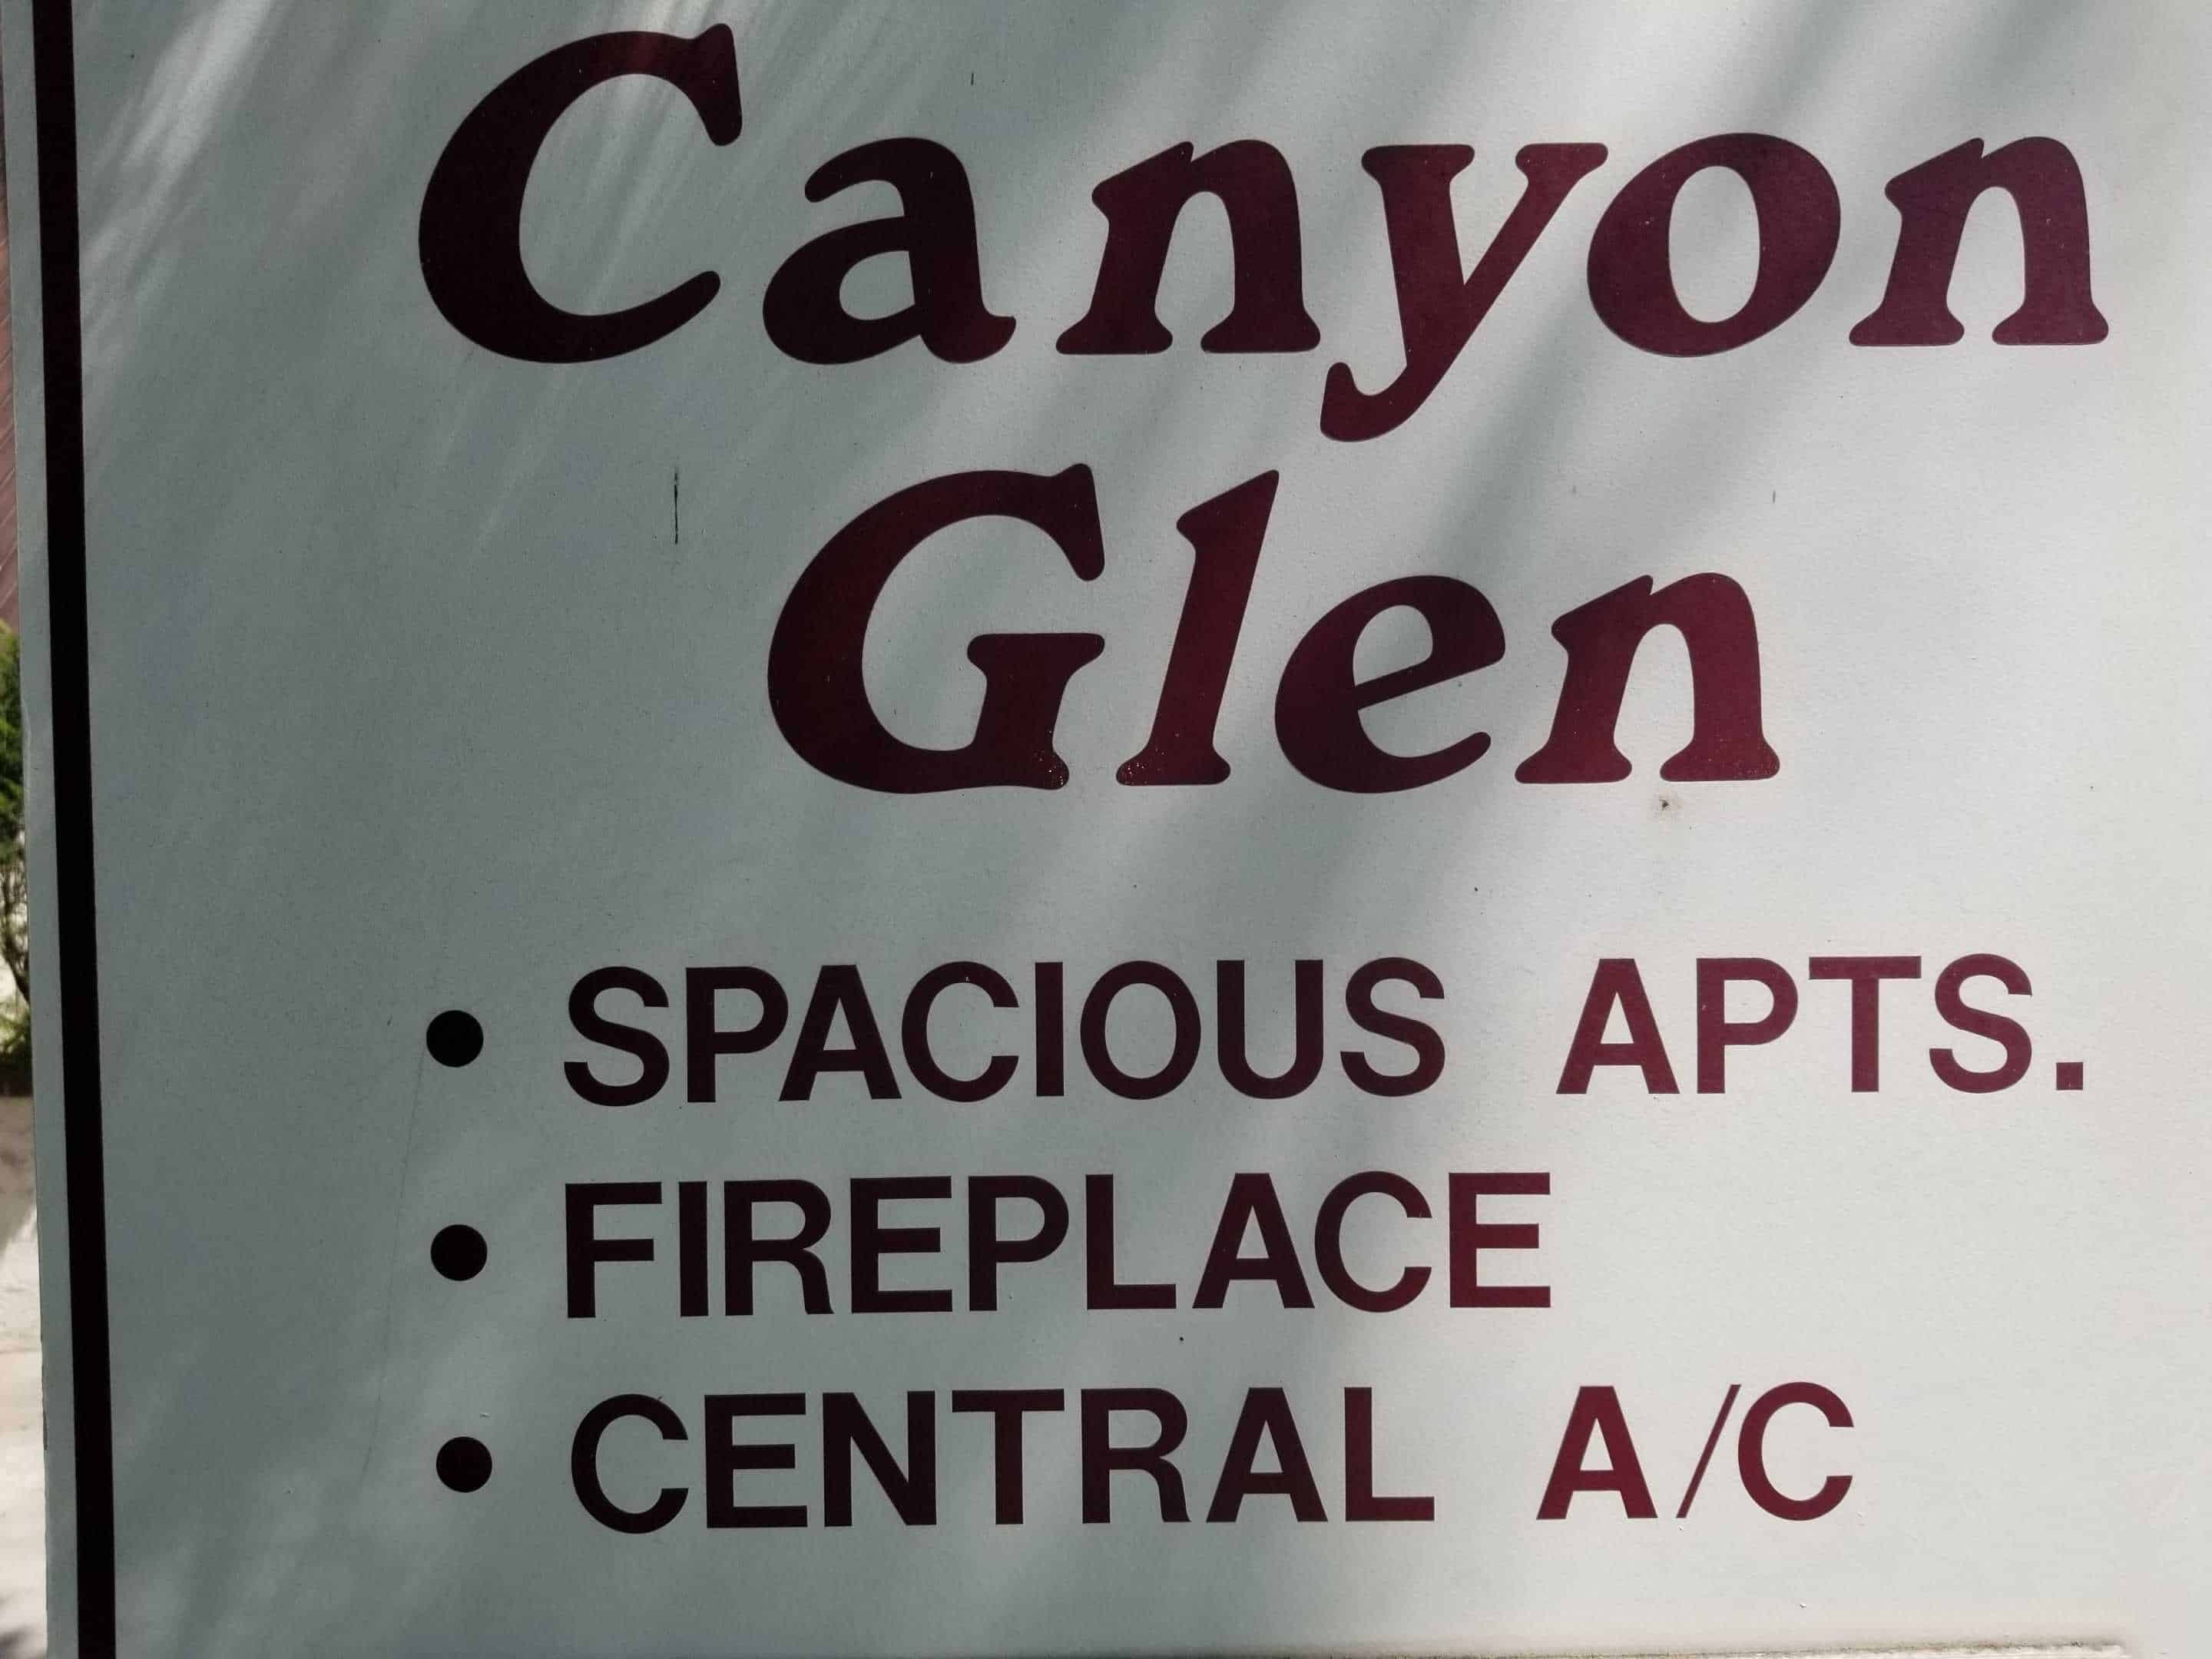 Canyon
Glen
• SPACIOUS APTS.
• FIREPLACE
• CENTRAL A/C